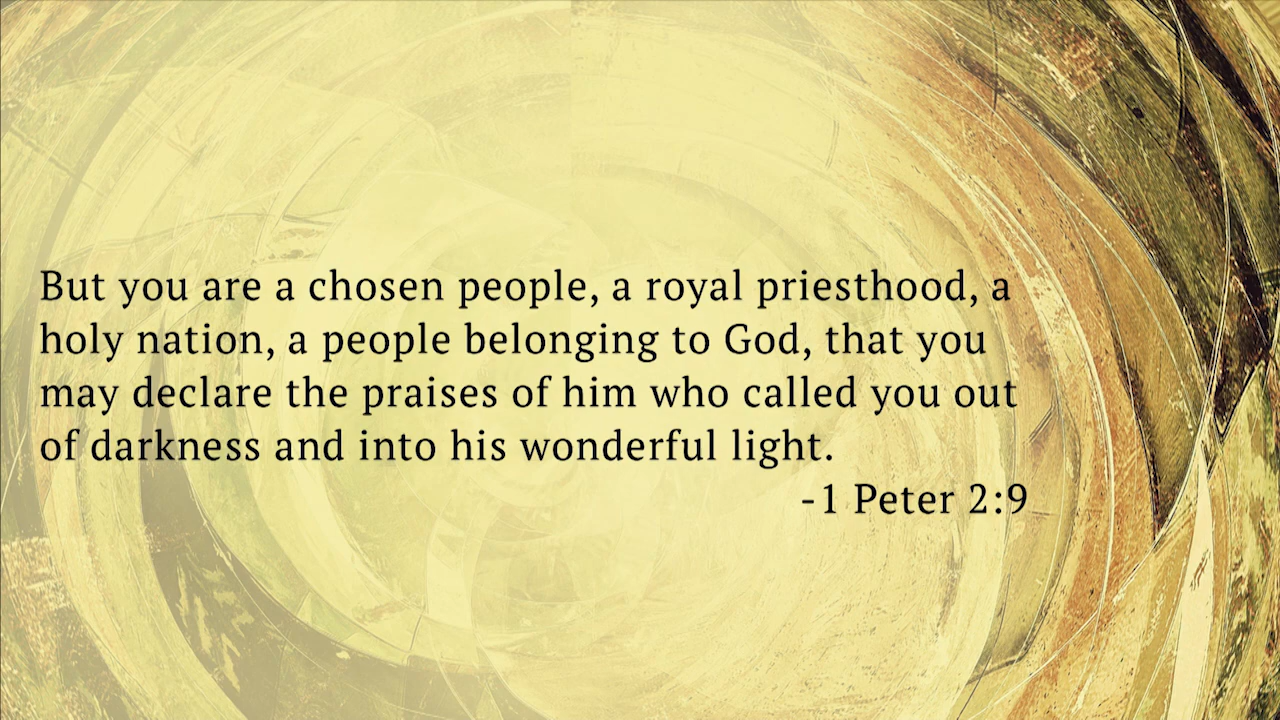 But you are a chosen people, a royal priesthood, a
holy nation, a people belonging to God, that you
may declare the praises of him who called you out
of darkness and into his wonderful light.
-1 Peter 2:9